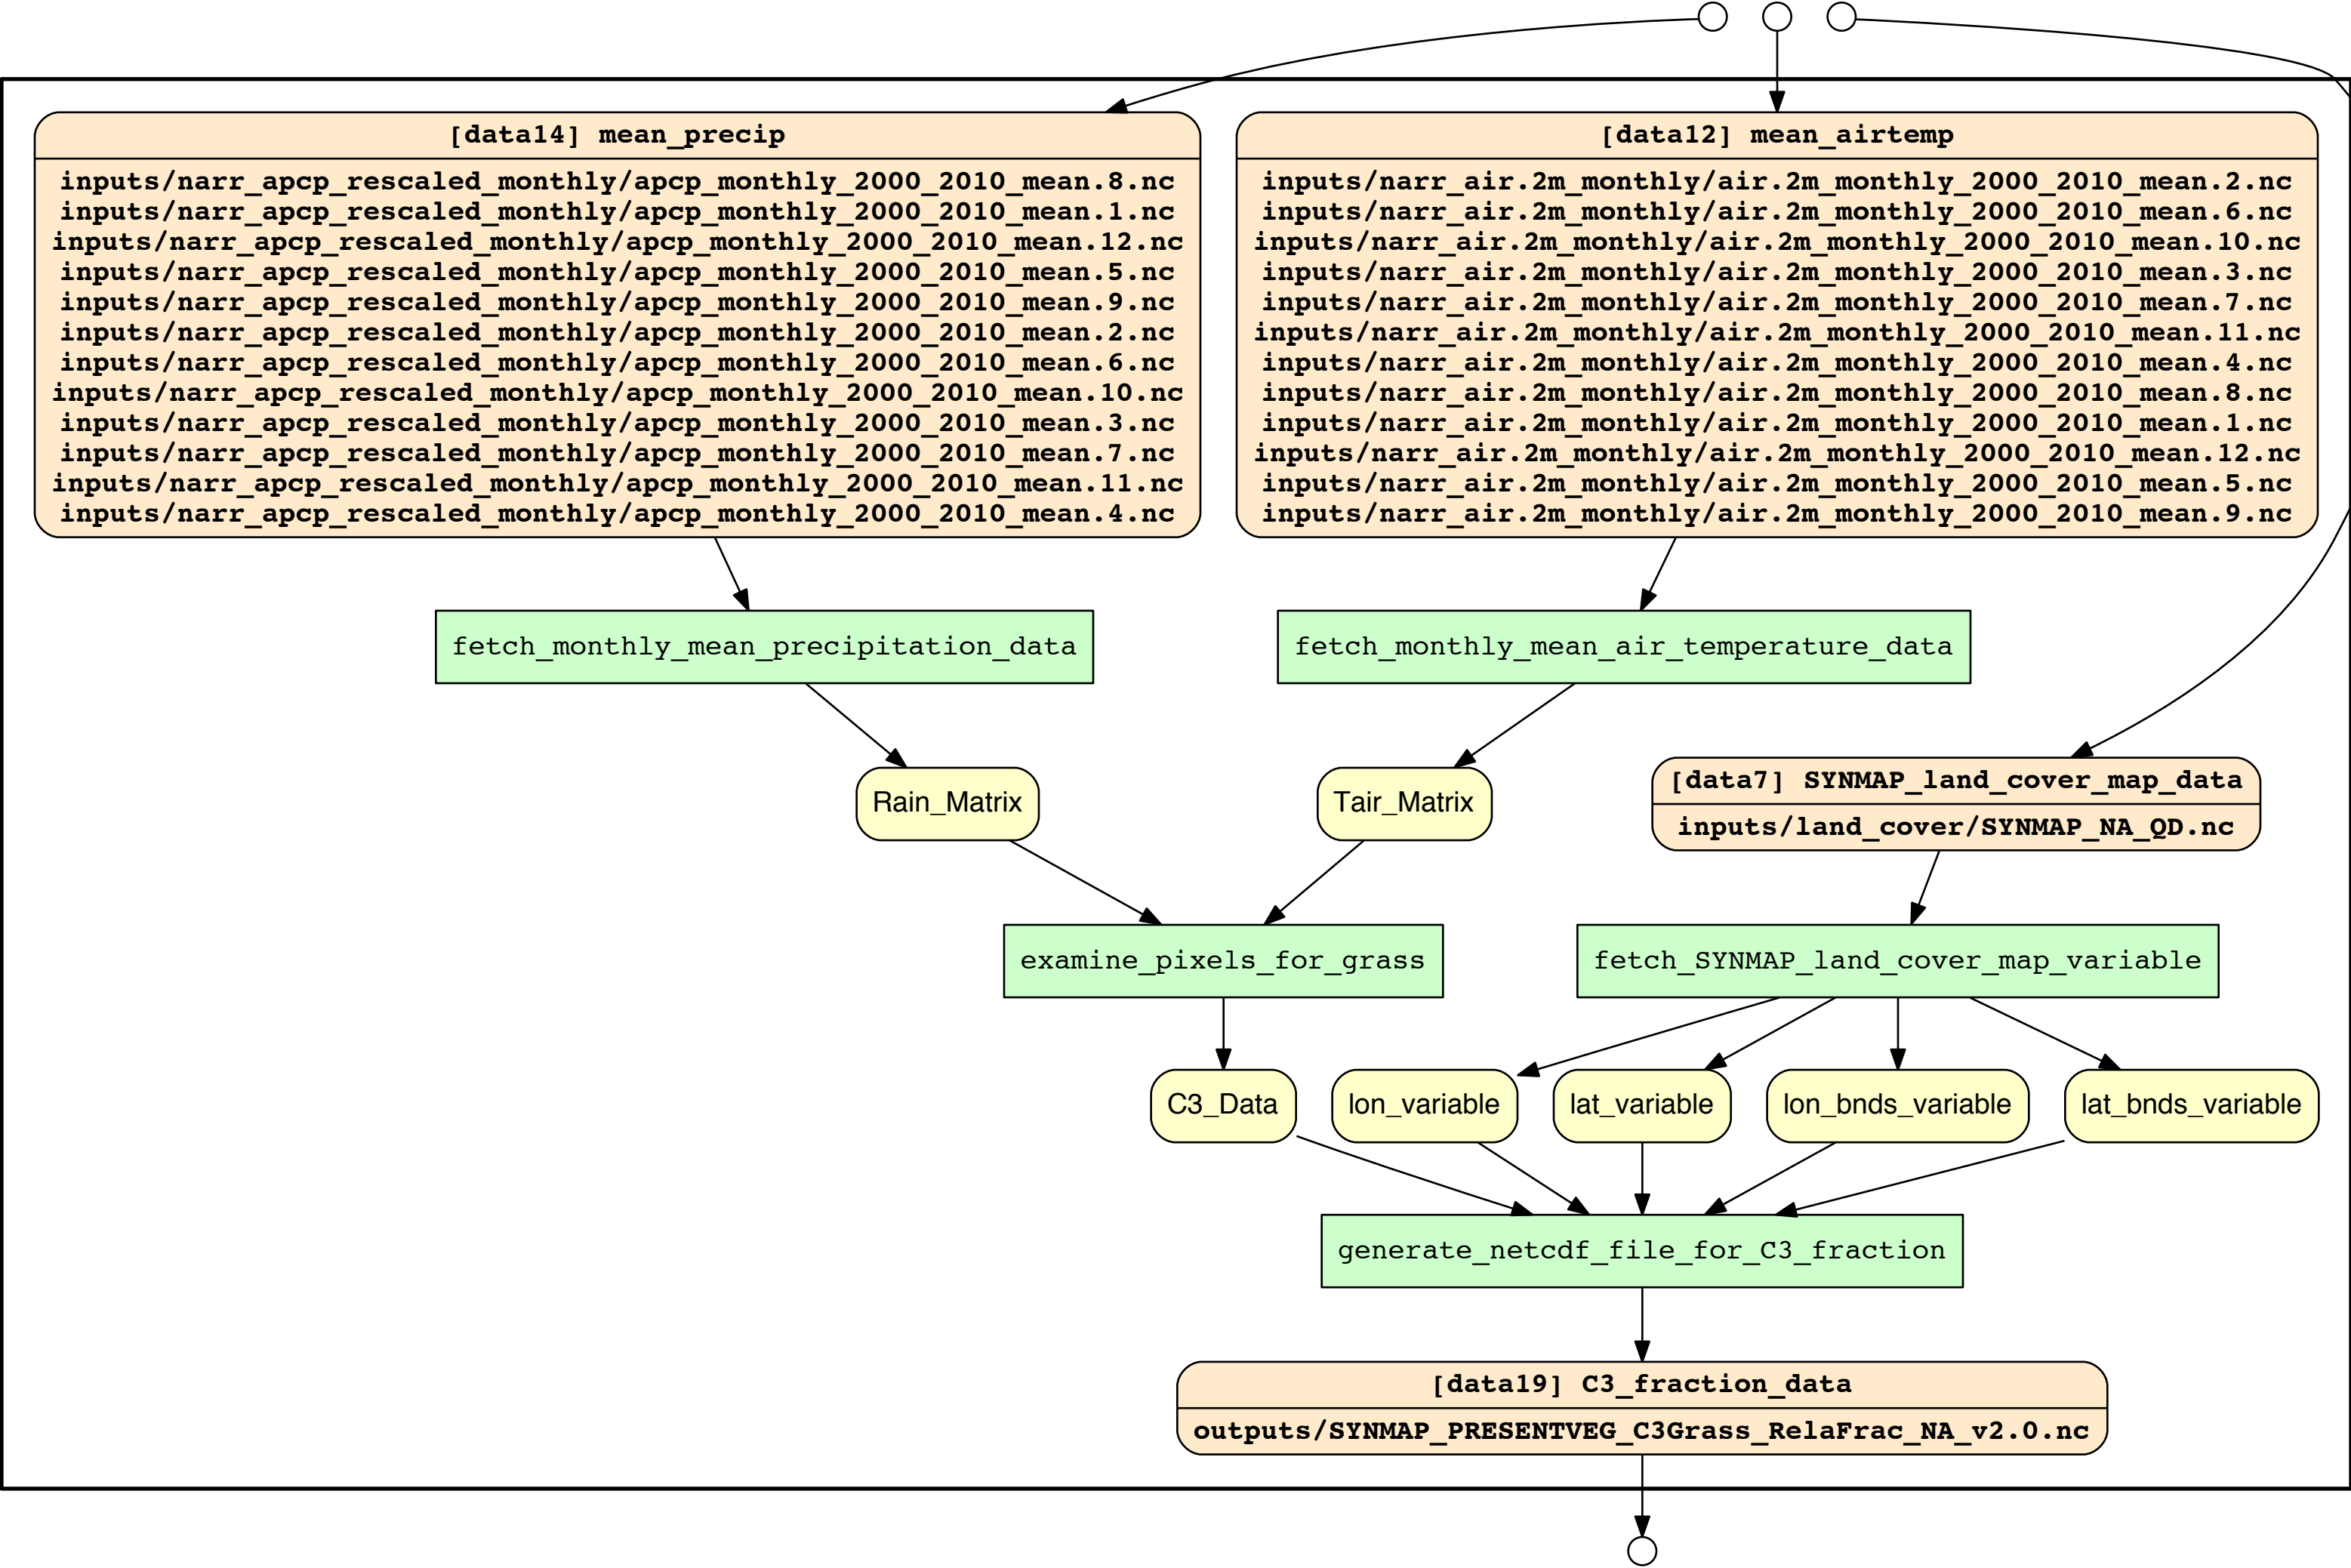 [data14] mean_precip
inputs/narr_apcp_rescaled_monthly/apcp_monthly_2000_2010_mean.8.nc
inputs/narr_apcp_rescaled_monthly/apcp_monthly_2000_2010_mean.1.nc
inputs/narr_apcp_rescaled_monthly/apcp_monthly_2000_2010_mean.12.nc
inputs/narr_apcp_rescaled_monthly/apcp_monthly_2000_2010_mean.5.nc
inputs/narr_apcp_rescaled_monthly/apcp_monthly_2000_2010_mean.9.nc
inputs/narr_apcp_rescaled_monthly/apcp_monthly_2000_2010_mean.2.nc
inputs/narr_apcp_rescaled_monthly/apcp_monthly_2000_2010_mean.6.nc
inputs/narr_apcp_rescaled_monthly/apcp_monthly_2000_2010_mean.10.nc
inputs/narr_apcp_rescaled_monthly/apcp_monthly_2000_2010_mean.3.nc
inputs/narr_apcp_rescaled_monthly/apcp_monthly_2000_2010_mean.7.nc
inputs/narr_apcp_rescaled_monthly/apcp_monthly_2000_2010_mean.11.nc
inputs/narr_apcp_rescaled_monthly/apcp_monthly_2000_2010_mean.4.nc
[data12] mean_airtemp
inputs/narr_air.2m_monthly/air.2m_monthly_2000_2010_mean.2.nc
inputs/narr_air.2m_monthly/air.2m_monthly_2000_2010_mean.6.nc
inputs/narr_air.2m_monthly/air.2m_monthly_2000_2010_mean.10.nc
inputs/narr_air.2m_monthly/air.2m_monthly_2000_2010_mean.3.nc
inputs/narr_air.2m_monthly/air.2m_monthly_2000_2010_mean.7.nc
inputs/narr_air.2m_monthly/air.2m_monthly_2000_2010_mean.11.nc
inputs/narr_air.2m_monthly/air.2m_monthly_2000_2010_mean.4.nc
inputs/narr_air.2m_monthly/air.2m_monthly_2000_2010_mean.8.nc
inputs/narr_air.2m_monthly/air.2m_monthly_2000_2010_mean.1.nc
inputs/narr_air.2m_monthly/air.2m_monthly_2000_2010_mean.12.nc
inputs/narr_air.2m_monthly/air.2m_monthly_2000_2010_mean.5.nc
inputs/narr_air.2m_monthly/air.2m_monthly_2000_2010_mean.9.nc
fetch_monthly_mean_precipitation_data
fetch_monthly_mean_air_temperature_data
Rain_Matrix
Tair_Matrix
[data7] SYNMAP_land_cover_map_data
inputs/land_cover/SYNMAP_NA_QD.nc
examine_pixels_for_grass
fetch_SYNMAP_land_cover_map_variable
C3_Data
lon_variable
lat_variable
lon_bnds_variable
lat_bnds_variable
generate_netcdf_file_for_C3_fraction
[data19] C3_fraction_data
outputs/SYNMAP_PRESENTVEG_C3Grass_RelaFrac_NA_v2.0.nc